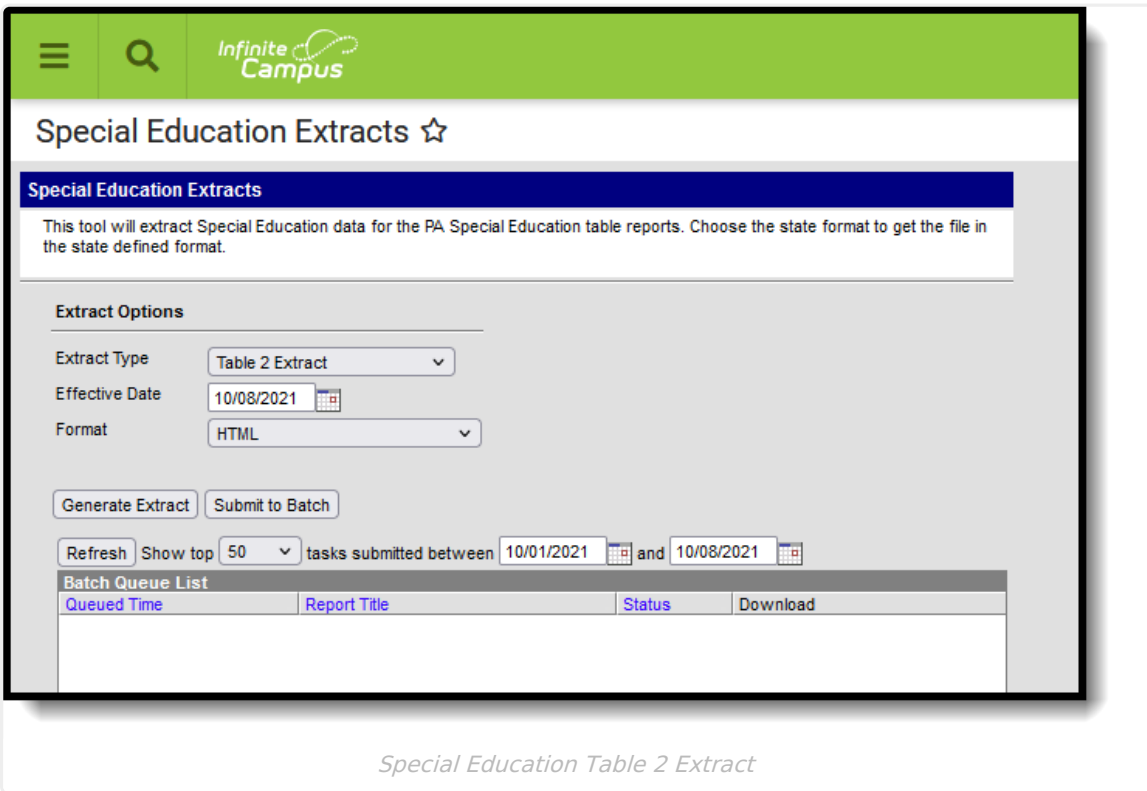 Infinite
Campus
Special Education Extracts
Special Education Extracts
This tool will extract Special Education data for the PA Special Education table reports. Choose the state format to get the file in
the state defined format.
Extract Options
Extract Type Table 2 Extract
Effective Date 10/08/2021
Format HTML
Generate Extract Submit to Batch
Refresh Show top 50 tasks submitted between 10/01/2021 and 10/08/2021
Batch Queue List
Queued Time Report Title Status Download
Special Education Table 2 Extract